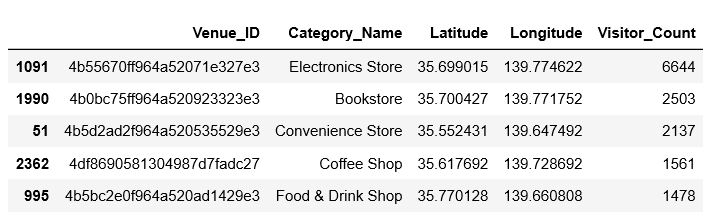 Venue_ID Category_Name Latitude Longitude Visitor_Count
1091 4b55670ff964a52071e327e3 Electronics Store 35.699015 139.774622 6644
1990 4b0bc75ff964a520923323e3 Bookstore 35.700427 139.771752 2503
51 4b5d2ad2f964a520535529e3 Convenience Store 35.552431 139.647492 2137
2362 4df8690581304987d7fadc27 Coffee Shop 35.617692 139.728692 1561
995 4b5bc2e0f964a520ad1429e3 Food & Drink Shop 35.770128 139.660808 1478